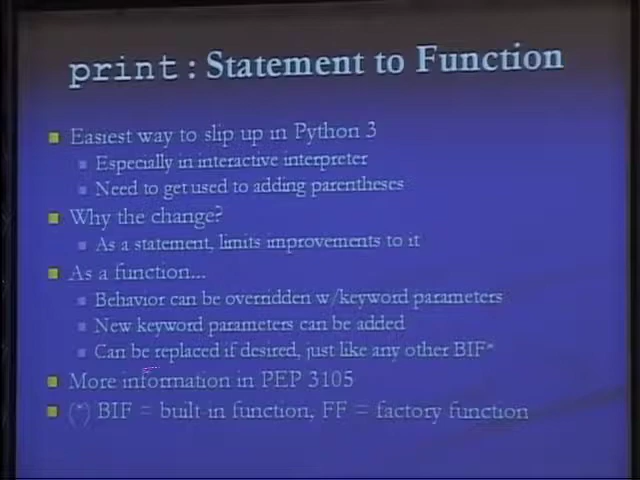 print: Statement to Function
Easiest way to slip up in Python 3
Especially in interactive interpreter
Need to get used to adding parentheses
Why the change?
As a statement, limits improvements to it
As a function...
Behavior can be overridden w/keyword parameters
New keyword parameters can be added
Can be replaced if desired, just like any other BIF*
More information in PEP 3105
(*) BIF = built-in function, FF = factory function